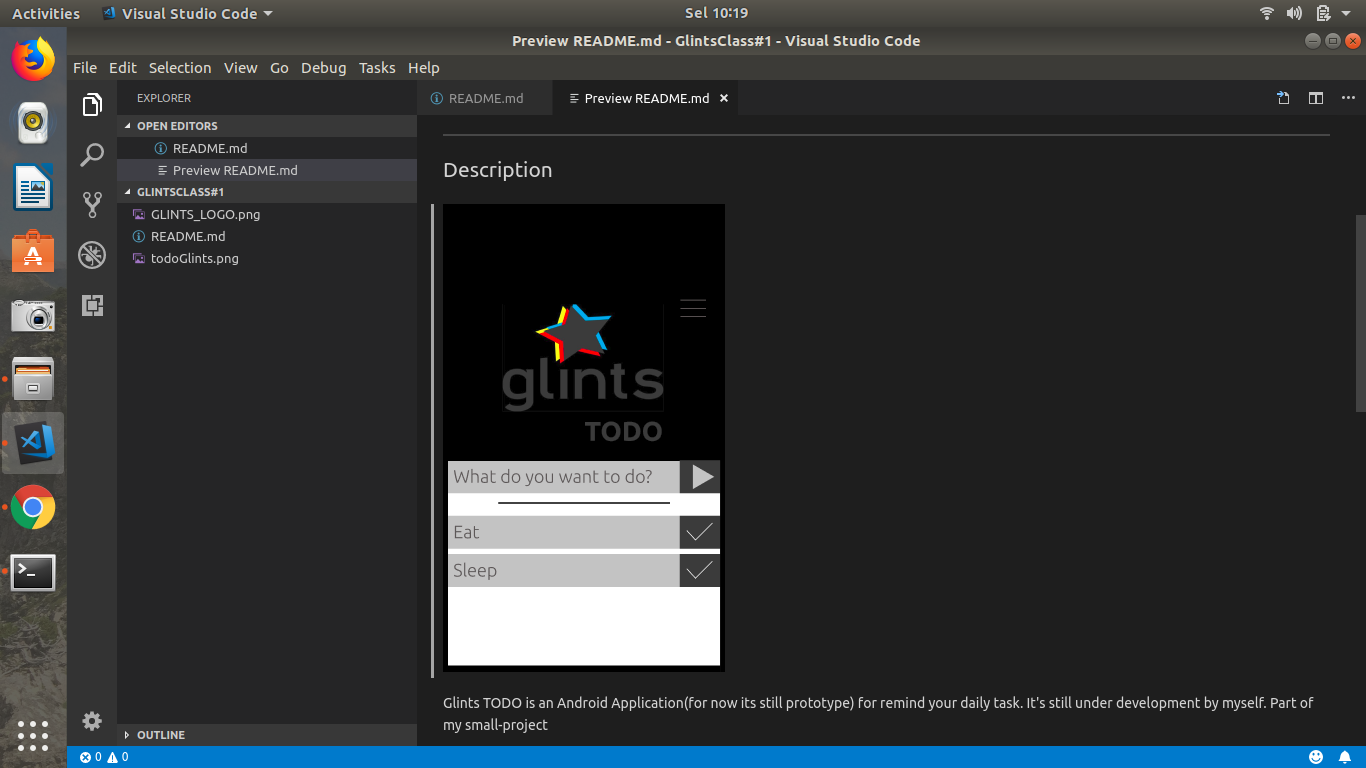 Activities
Visual Studio Code
Sel 10:19
Preview README.md - GlintsClass#1 - Visual Studio Code
File Edit Selection View Go Debug Tasks Help
EXPLORER
OPEN EDITORS
README.md
Preview README.md
GLINTSCLASS#1
GLINTS_LOGO.png
README.md
todoGlints.png
OUTLINE
README.md
Preview README.md
Description
glints
TODO
What do you want to do?
Eat
Sleep
Glints TODO is an Android Application(for now its still prototype) for remind your daily task. It's still under development by myself. Part of
my small-project
0 0